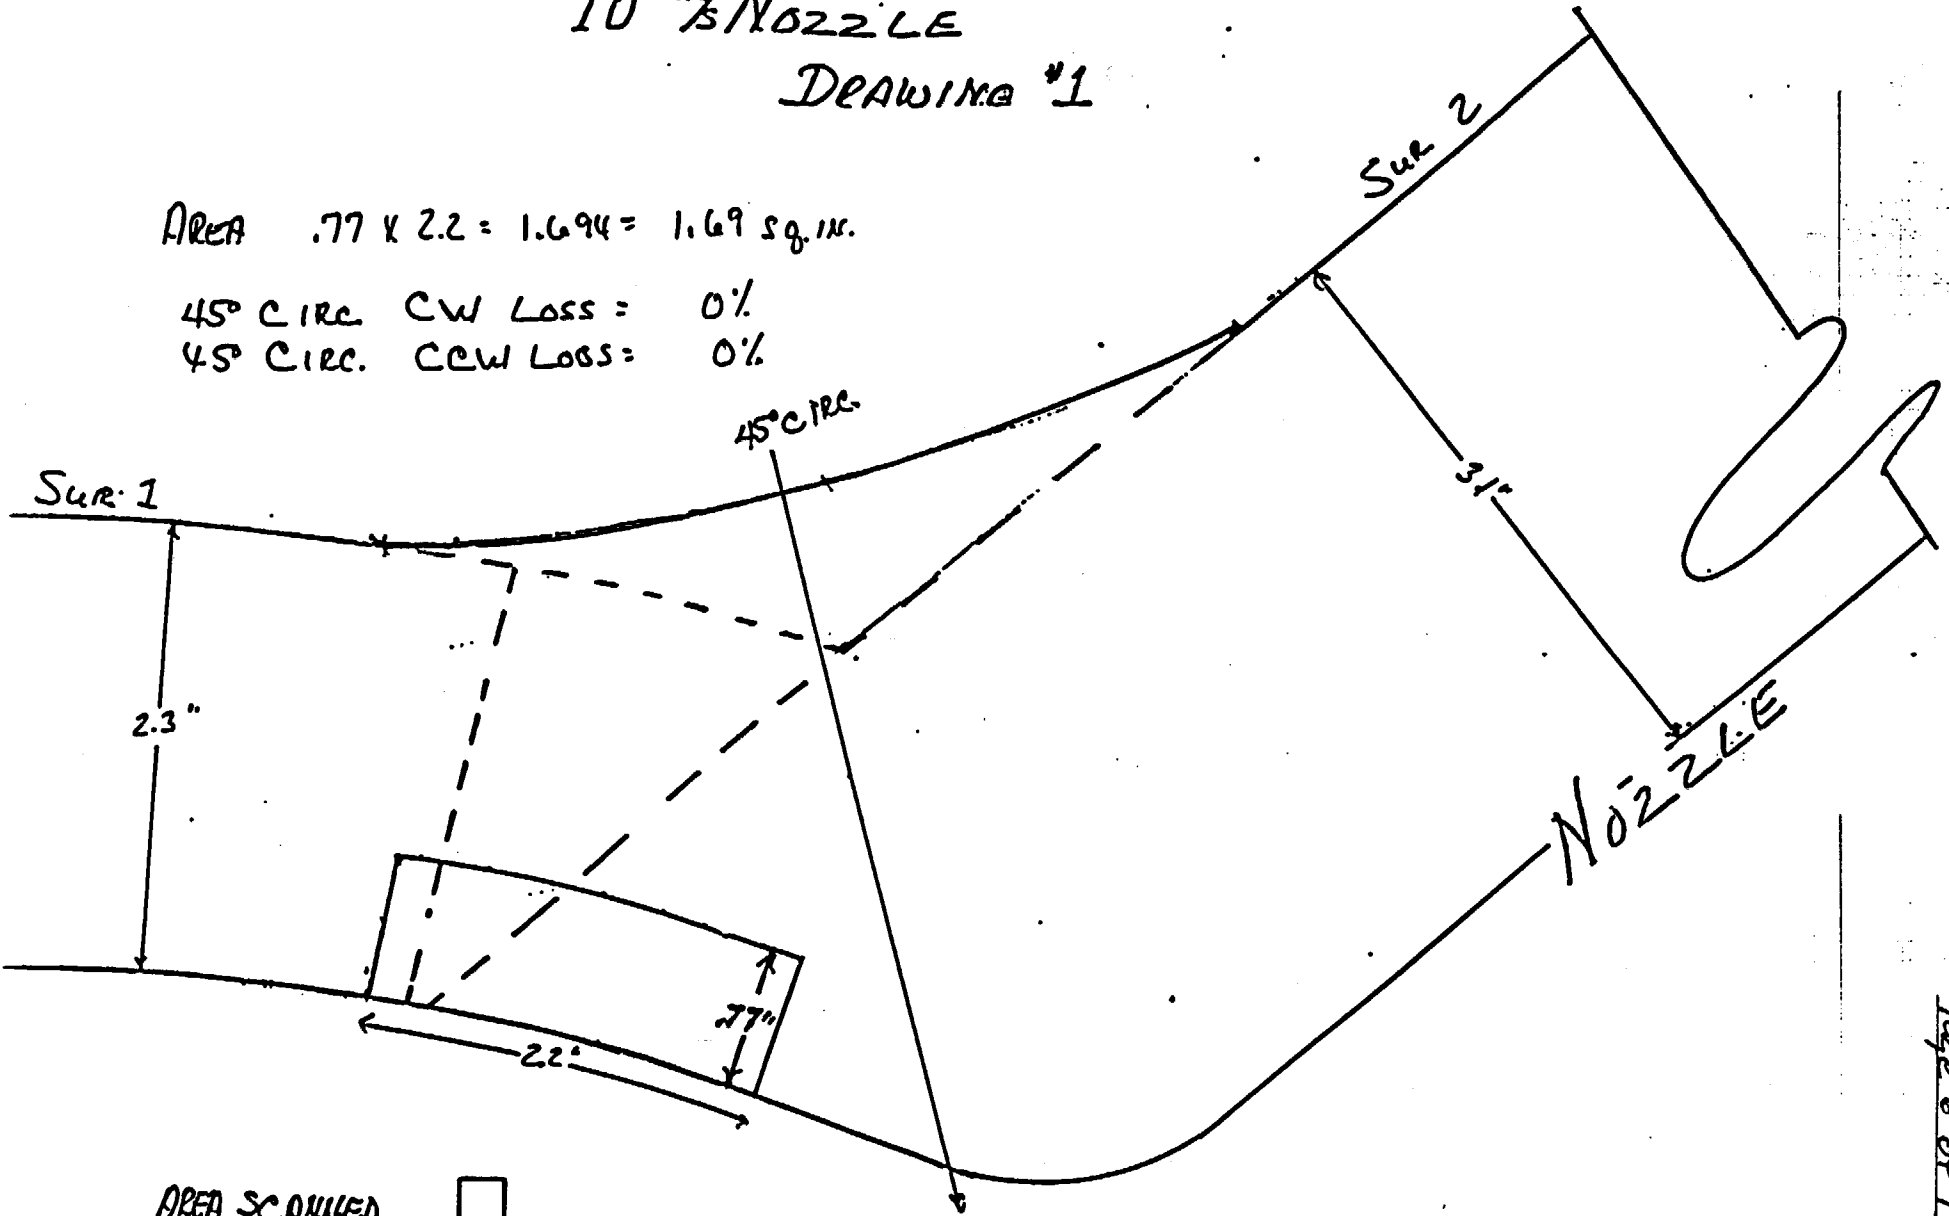 10 NOZZLE
DRAWING #1
AREA .77 X 2.2 = 1.694 = 1.69 sq. in.
45° CIRC. CW LOSS = 0%
45° CIRC. CCW LOSS = 0%
SUR 2
45° CIRC.
SUR. 1
3.1"
2.3"
NOZZLE
.77"
2.2"
AREA SCANNED